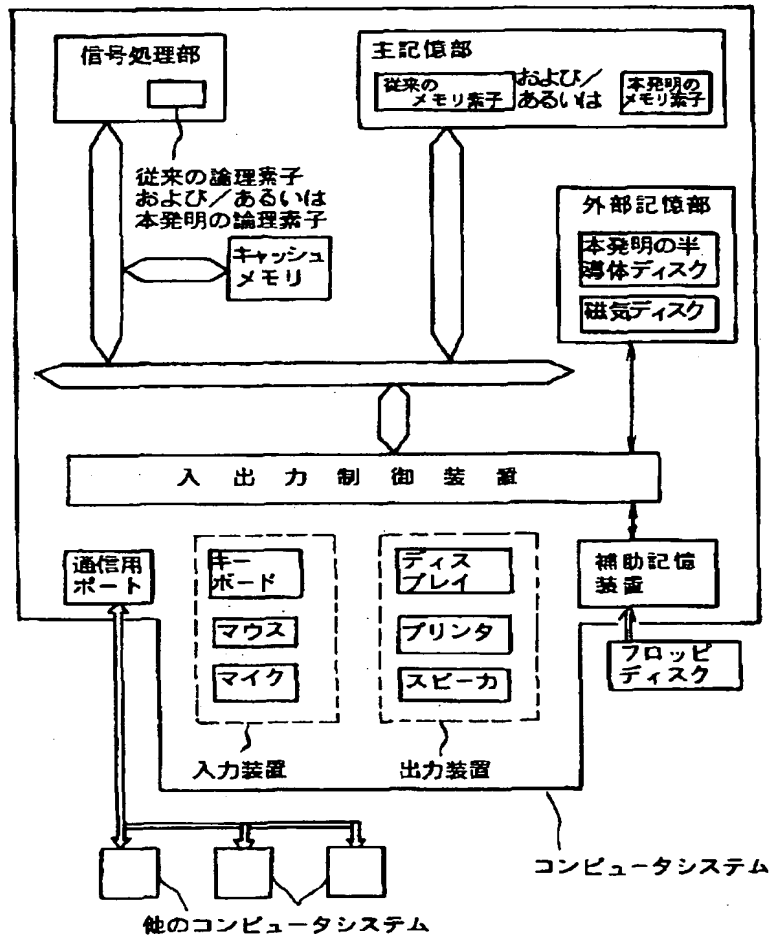 信号処理部
主記憶部
従来の
メモリ素子
および/
あるいは
本発明の
メモリ素子
従来の論理素子
および/あるいは
本発明の論理素子
キャッシュ
メモリ
外部記憶部
本発明の半
導体ディスク
磁気ディスク
入出力制御装置
通信用
ポート
キー
ボード
マウス
マイク
ディス
プレイ
プリンタ
スピーカ
補助記憶
装置
フロッピ
ディスク
入力装置
出力装置
コンピュータシステム
他のコンピュータシステム